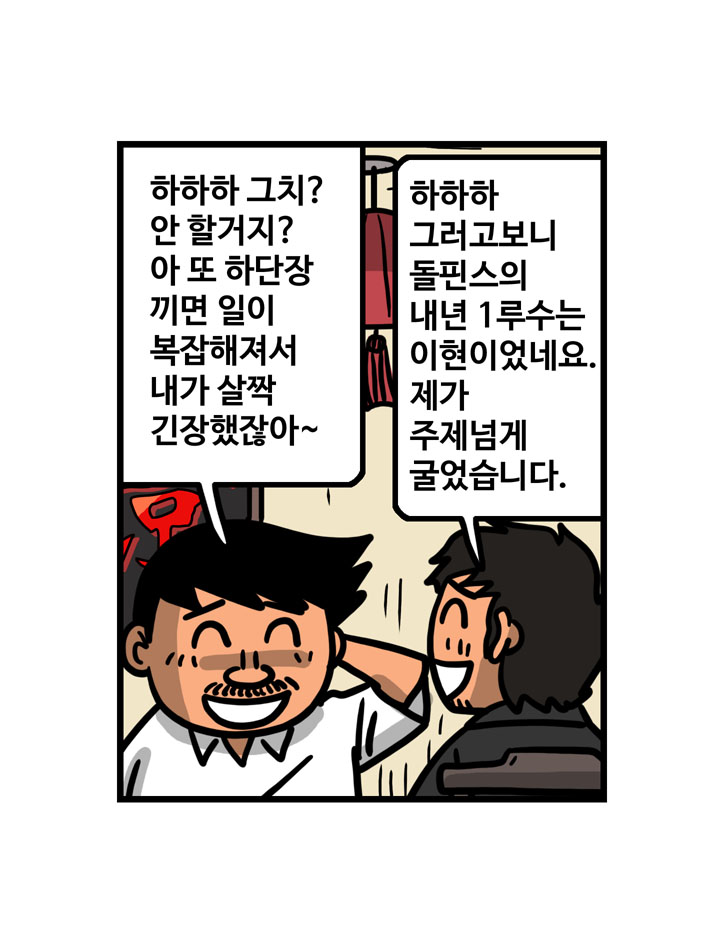 하하하 그치?
안 할거지?
아 또 하단장
끼면 일이
복잡해져서
내가 살짝
긴장했잖아~
하하하
그러고보니
돌핀스의
내년 1루수는
이현이었네요.
제가
주제넘게
굴었습니다.